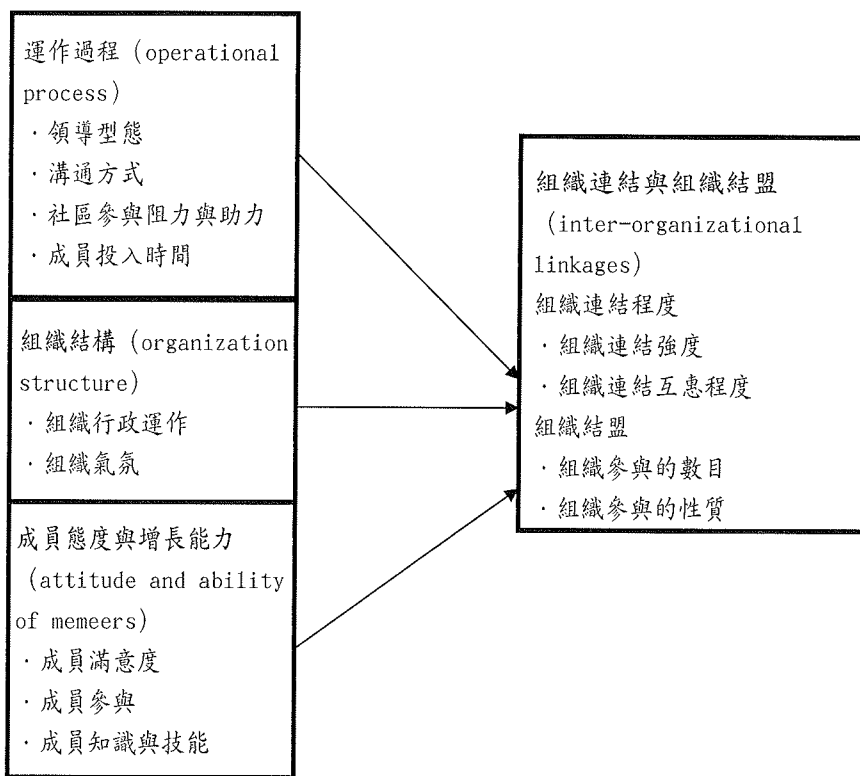 運作過程 (operational
process)
·領導型態
·溝通方式
·社區參與阻力與助力
·成員投入時間
組織結構 (organization
structure)
·組織行政運作
·組織氣氛
成員態度與增長能力
(attitude and ability
of memeers)
·成員滿意度
·成員參與
·成員知識與技能
組織連結與組織結盟
(inter-organizational
linkages)
組織連結程度
·組織連結強度
·組織連結互惠程度
組織結盟
·組織參與的數目
·組織參與的性質